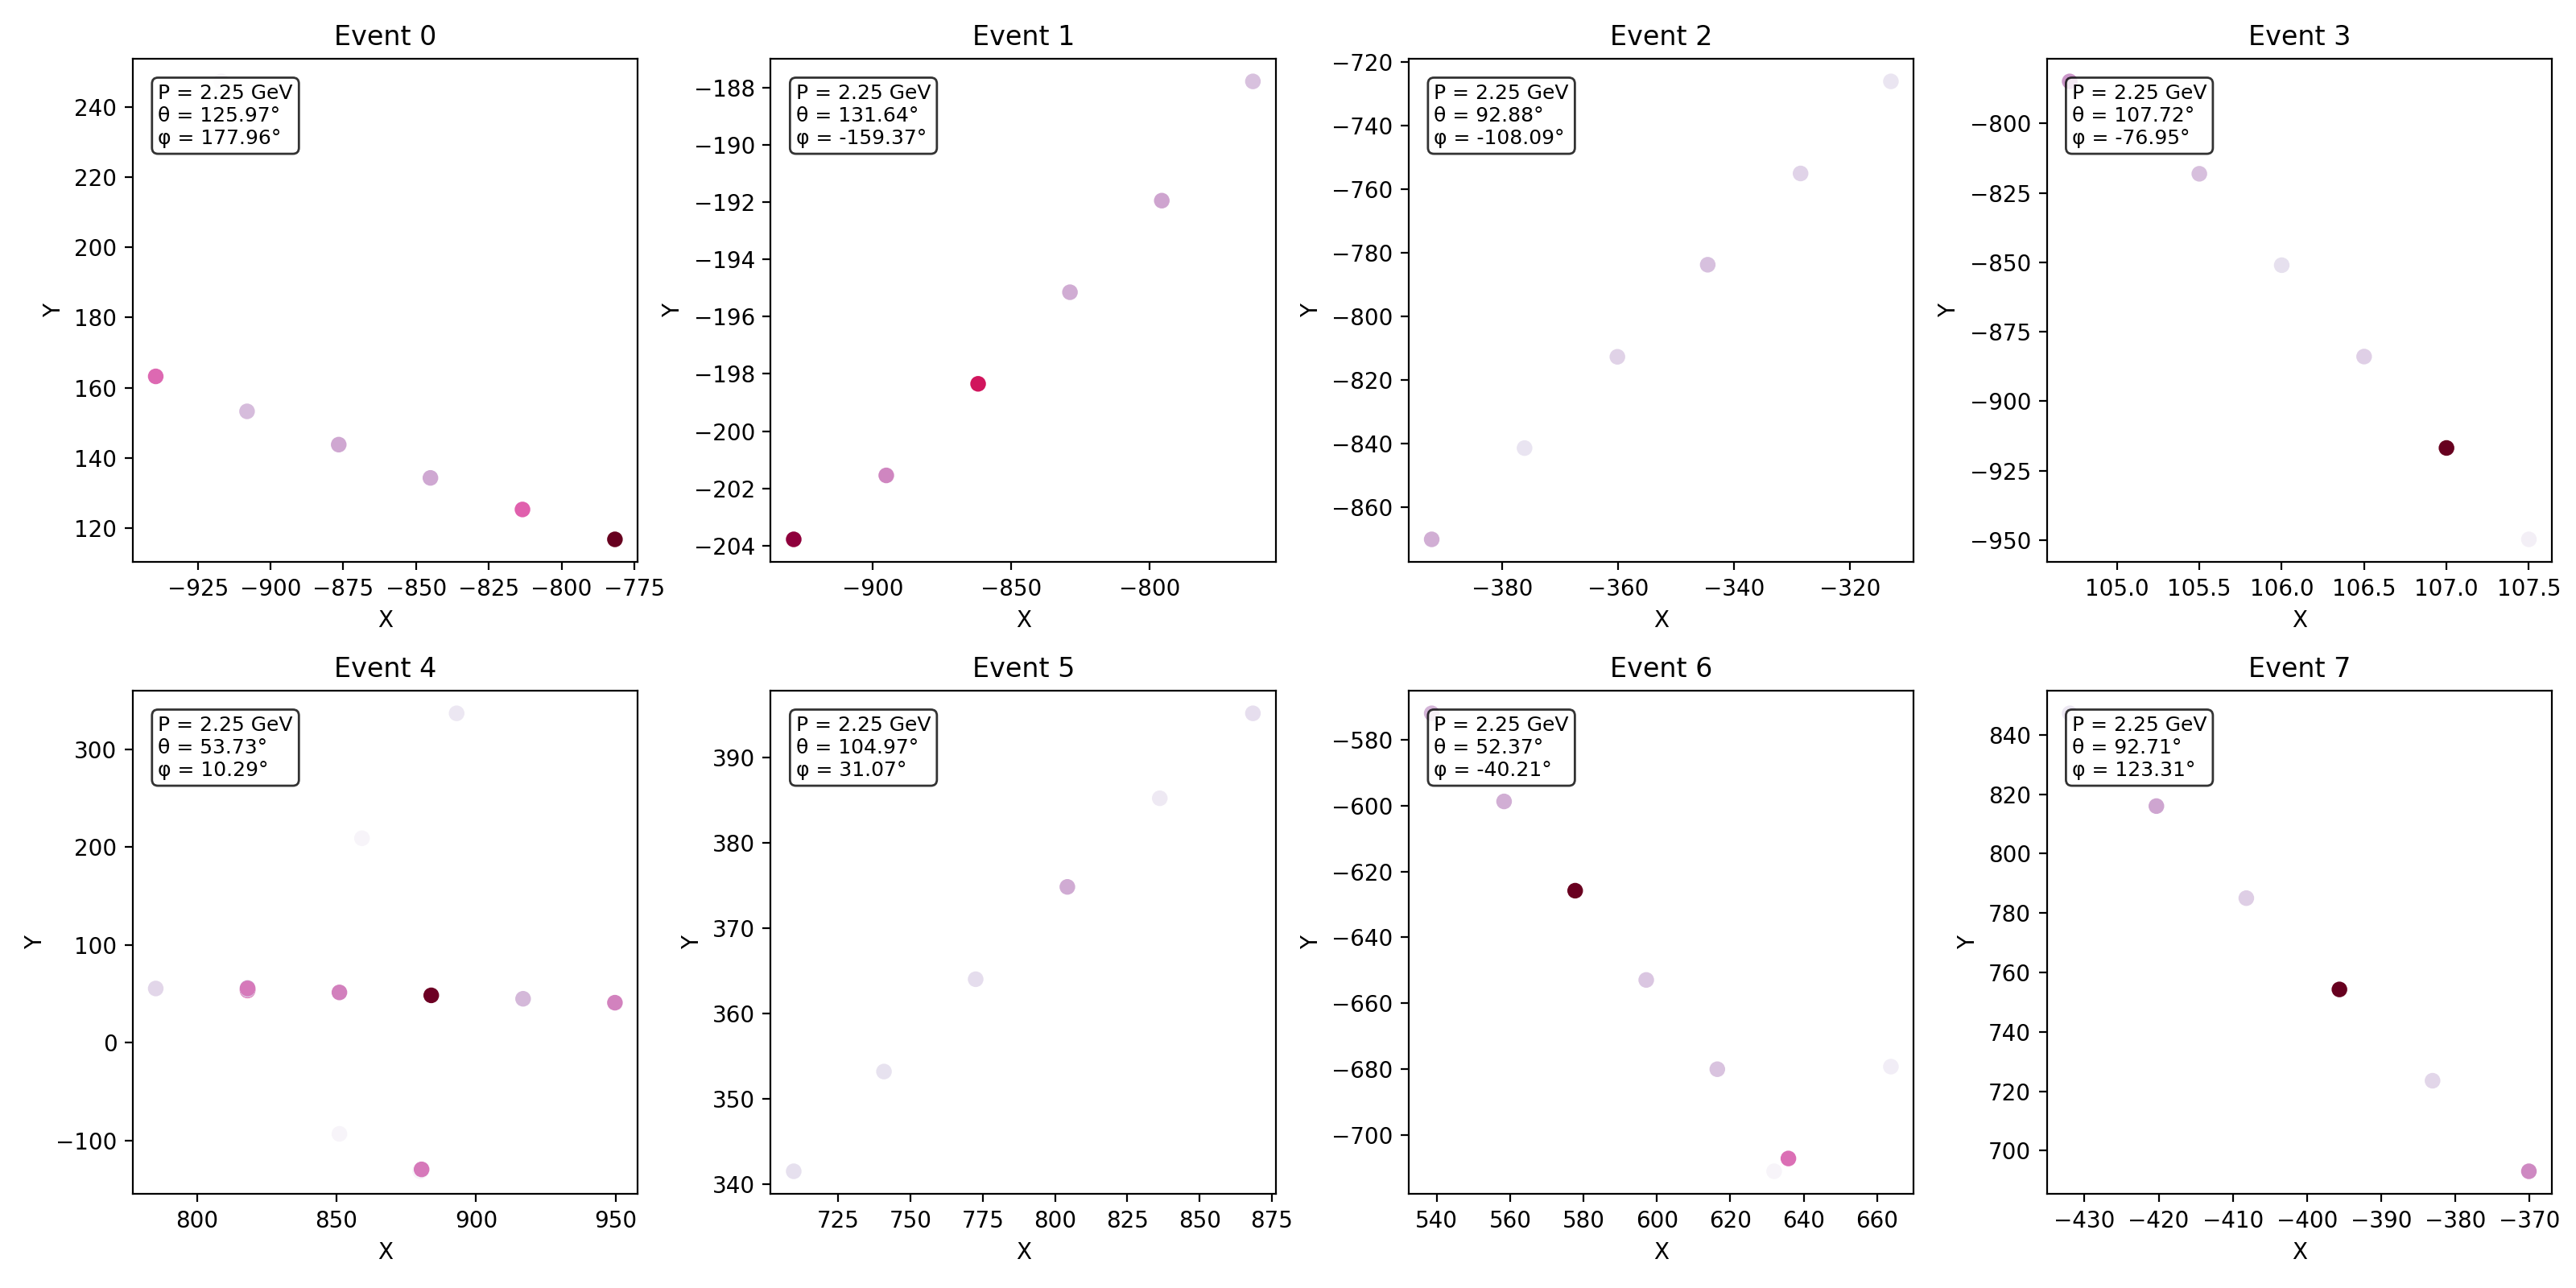 Event 0
P = 2.25 GeV
θ = 125.97°
φ = 177.96°
240
220
200
180
160
140
120
Y
−925 −900 −875 −850 −825 −800 −775
X
Event 1
P = 2.25 GeV
θ = 131.64°
φ = -159.37°
−188
−190
−192
−194
−196
−198
−200
−202
−204
Y
−900 −850 −800
X
Event 2
P = 2.25 GeV
θ = 92.88°
φ = -108.09°
−720
−740
−760
−780
−800
−820
−840
−860
Y
−380 −360 −340 −320
X
Event 3
P = 2.25 GeV
θ = 107.72°
φ = -76.95°
−800
−825
−850
−875
−900
−925
−950
Y
105.0 105.5 106.0 106.5 107.0 107.5
X
Event 4
P = 2.25 GeV
θ = 53.73°
φ = 10.29°
300
200
100
0
−100
Y
800 850 900 950
X
Event 5
P = 2.25 GeV
θ = 104.97°
φ = 31.07°
390
380
370
360
350
340
Y
725 750 775 800 825 850 875
X
Event 6
P = 2.25 GeV
θ = 52.37°
φ = -40.21°
−580
−600
−620
−640
−660
−680
−700
Y
540 560 580 600 620 640 660
X
Event 7
P = 2.25 GeV
θ = 92.71°
φ = 123.31°
840
820
800
780
760
740
720
700
Y
−430 −420 −410 −400 −390 −380 −370
X